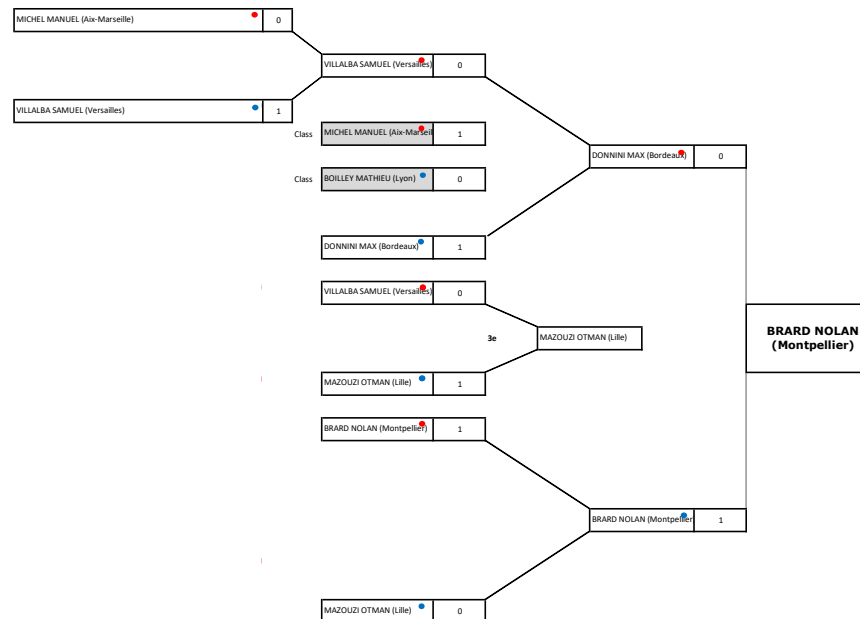 MICHEL MANUEL (Aix-Marseille) 0
VILLALBA SAMUEL (Versailles) 0
VILLALBA SAMUEL (Versailles) 1
Class MICHEL MANUEL (Aix-Marseil 1
DONNINI MAX (Bordeaux) 0
Class BOILLEY MATHIEU (Lyon) 0
DONNINI MAX (Bordeaux) 1
VILLALBA SAMUEL (Versailles) 0
3e MAZOUZI OTMAN (Lille)
BRARD NOLAN
(Montpellier)
MAZOUZI OTMAN (Lille) 1
BRARD NOLAN (Montpellier) 1
BRARD NOLAN (Montpellier 1
MAZOUZI OTMAN (Lille) 0